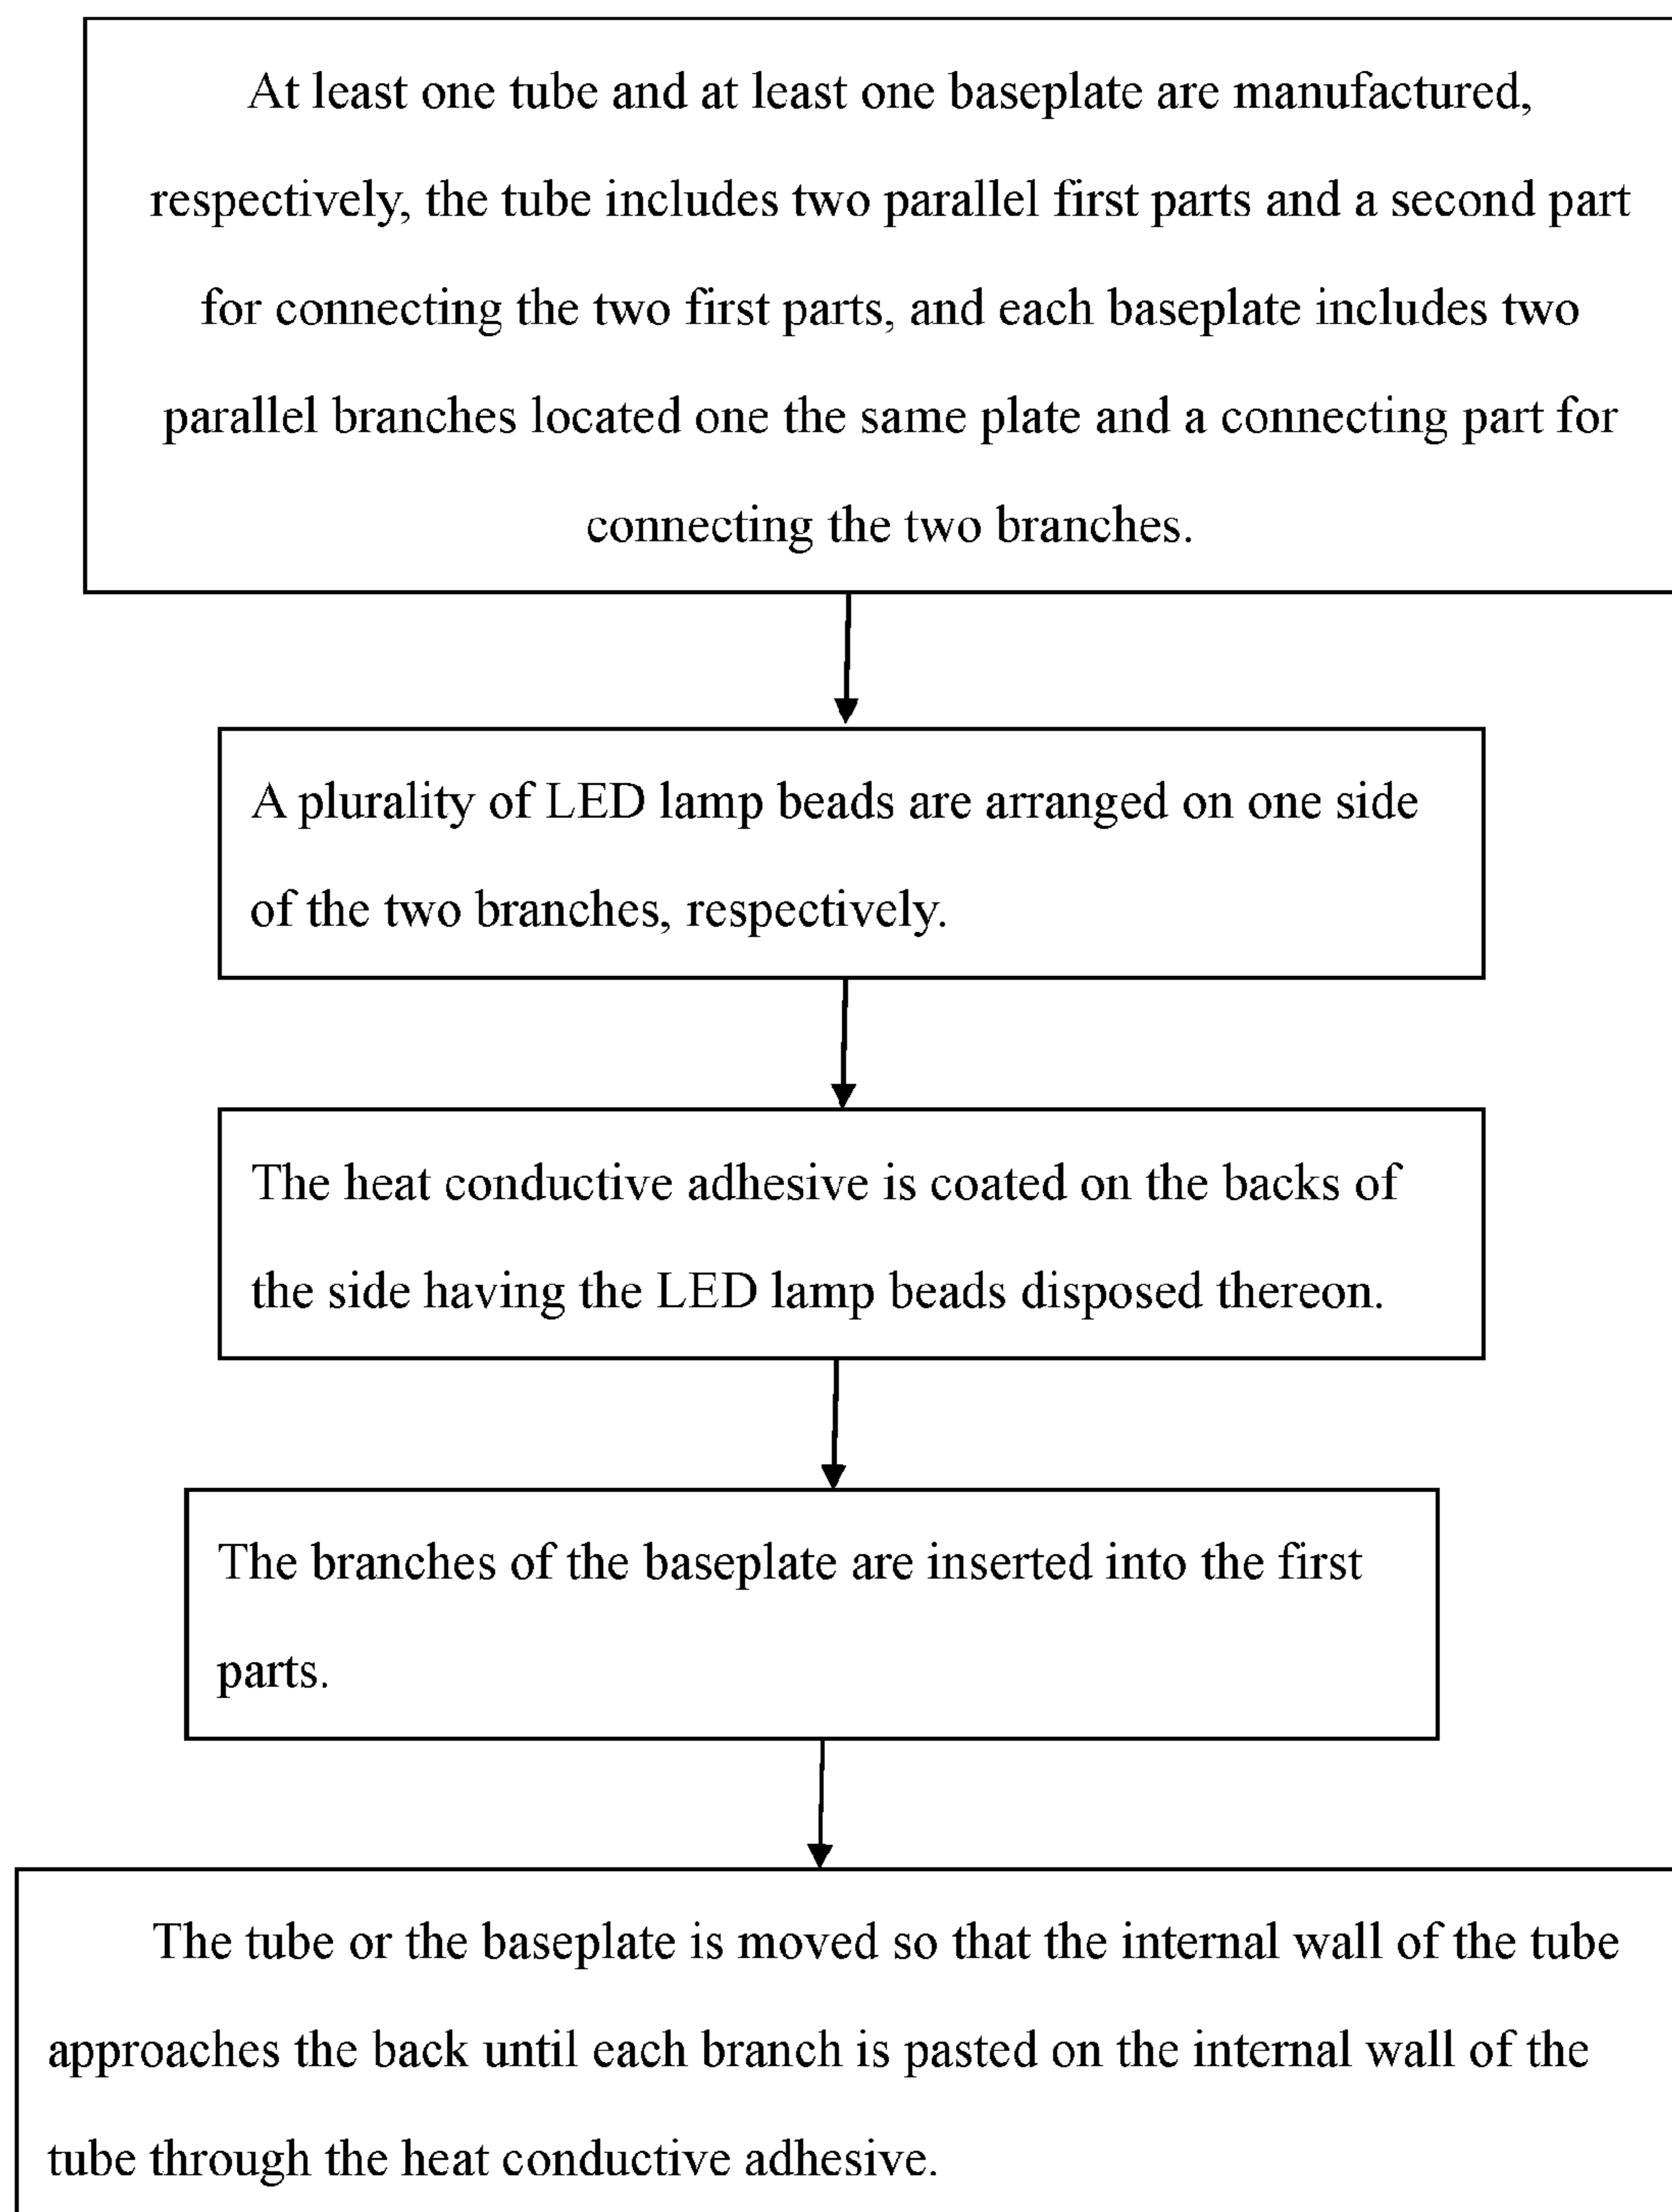 At least one tube and at least one baseplate are manufactured,
respectively, the tube includes two parallel first parts and a second part
for connecting the two first parts, and each baseplate includes two
parallel branches located one the same plate and a connecting part for
connecting the two branches.
A plurality of LED lamp beads are arranged on one side
of the two branches, respectively.
The heat conductive adhesive is coated on the backs of
the side having the LED lamp beads disposed thereon.
The branches of the baseplate are inserted into the first
parts.
The tube or the baseplate is moved so that the internal wall of the tube
approaches the back until each branch is pasted on the internal wall of the
tube through the heat conductive adhesive.